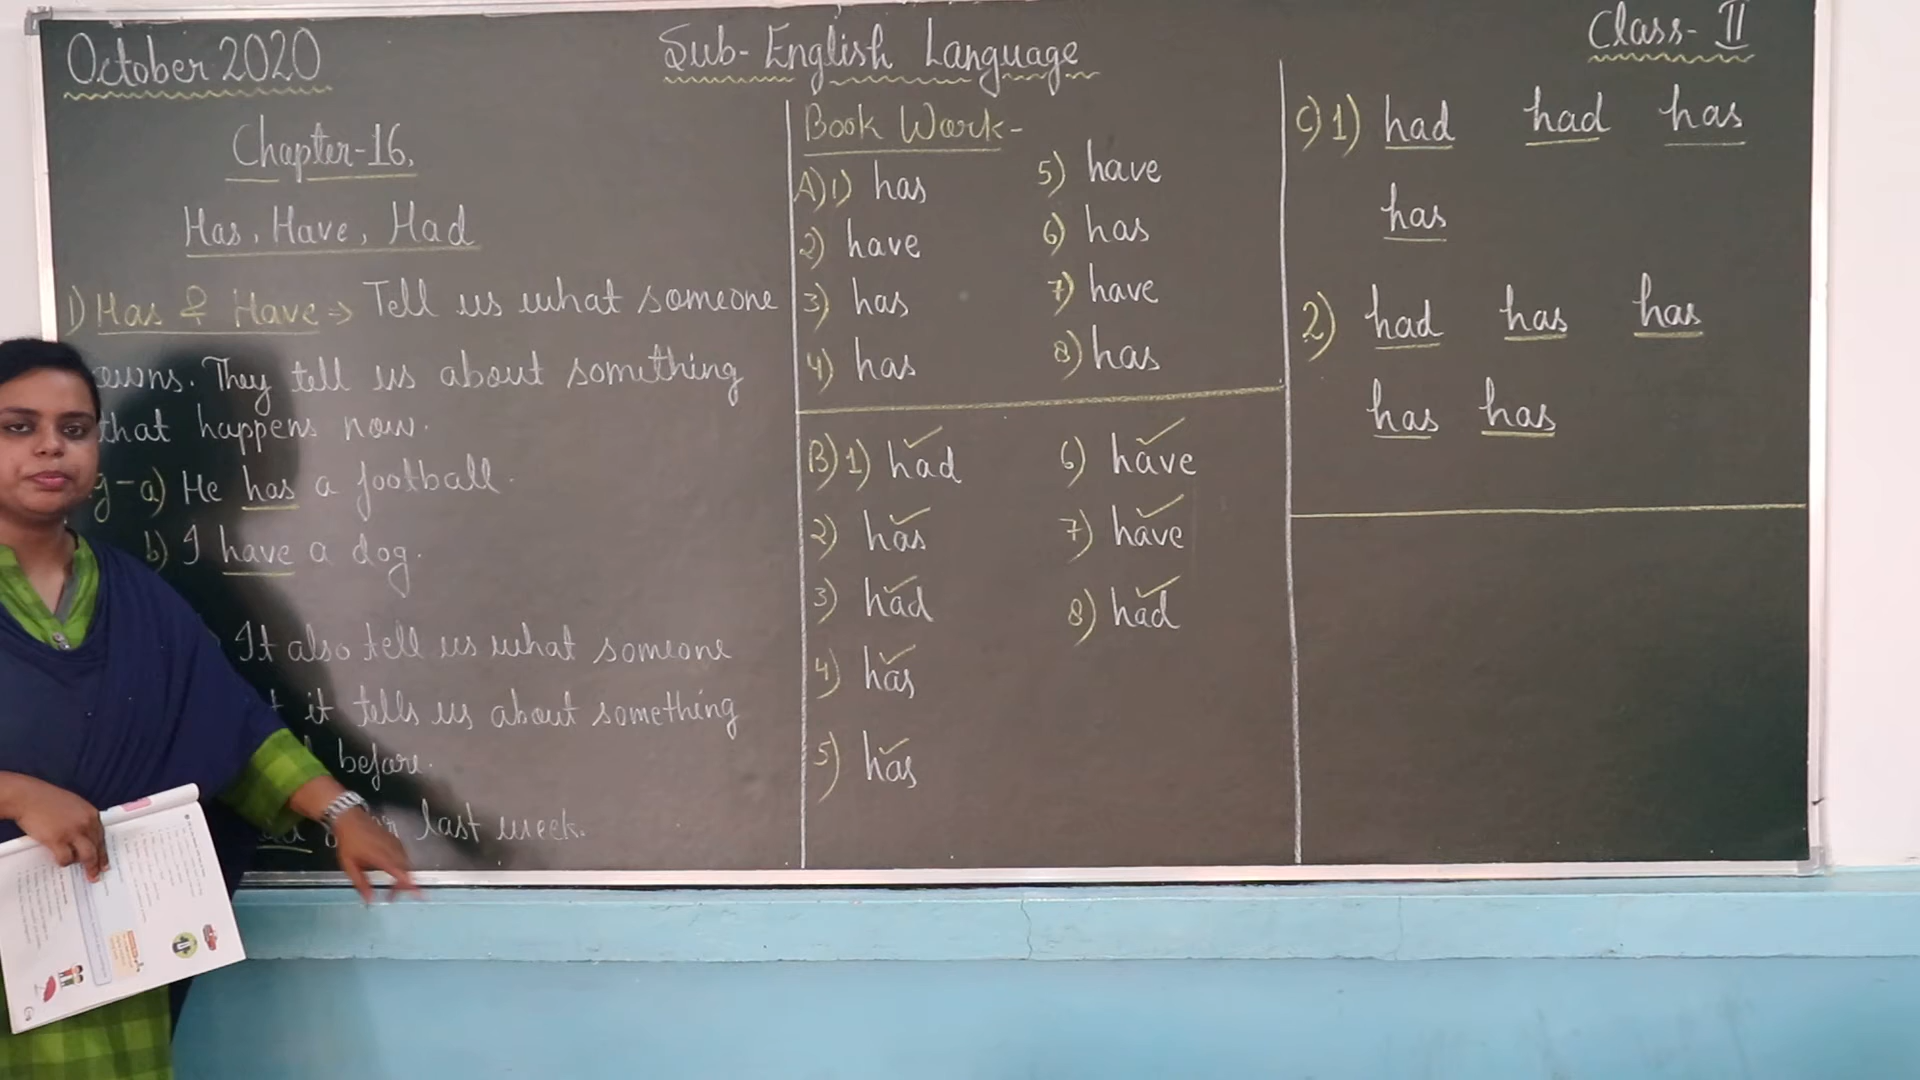 October 2020
Sub- English Language
Class- II
Chapter-16,
Has, Have, Had
1) Has & Have => Tell us what someone
owns. They tell us about something
that happens now.
g-a) He has a football.
b) I have a dog.
It also tell us what someone
it tells us about something
before.
last week.
Book Work-
A) 1) has
2) have
3) has
4) has
5) have
6) has
7) have
8) has
B) 1) had
2) has
3) had
4) has
5) has
6) have
7) have
8) had
C) 1) had had has
has
2) had has has
has has